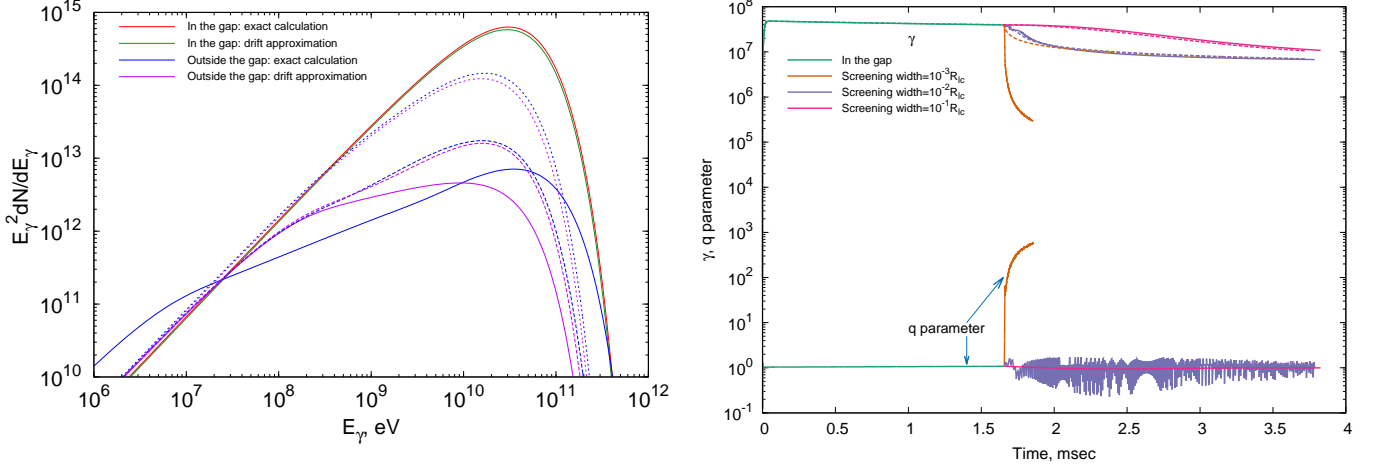 10^15
10^14
10^13
10^12
10^11
10^10
E_γ^2 dN/dE_γ
In the gap: exact calculation
In the gap: drift approximation
Outside the gap: exact calculation
Outside the gap: drift approximation
10^6 10^7 10^8 10^9 10^10 10^11 10^12
E_γ, eV
10^8
10^7
10^6
10^5
10^4
10^3
10^2
10^1
10^0
10^-1
γ, q parameter
γ
In the gap
Screening width=10^-3R_lc
Screening width=10^-2R_lc
Screening width=10^-1R_lc
q parameter
0 0.5 1 1.5 2 2.5 3 3.5 4
Time, msec